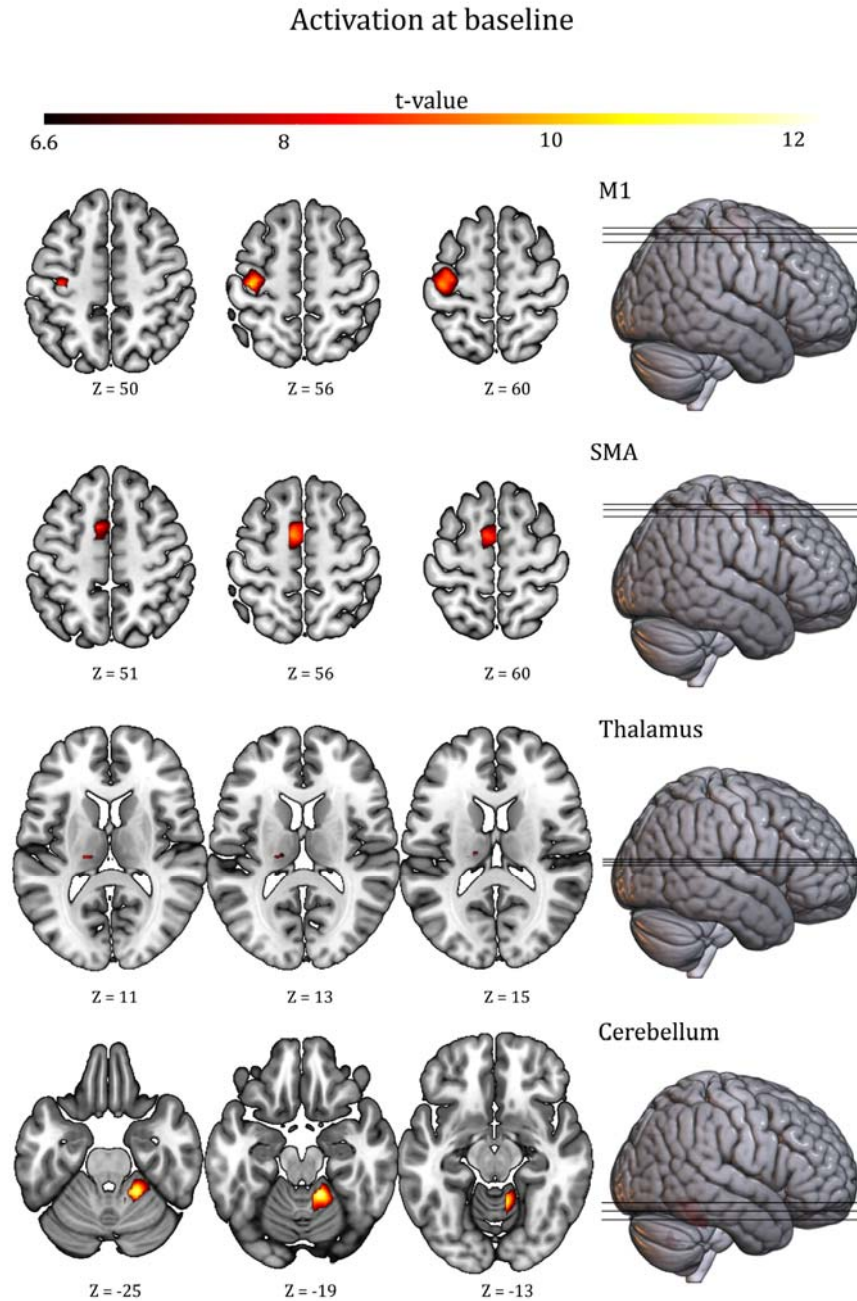 Activation at baseline
t-value
6.6 8 10 12
M1
Z = 50 Z = 56 Z = 60
SMA
Z = 51 Z = 56 Z = 60
Thalamus
Z = 11 Z = 13 Z = 15
Cerebellum
Z = -25 Z = -19 Z = -13